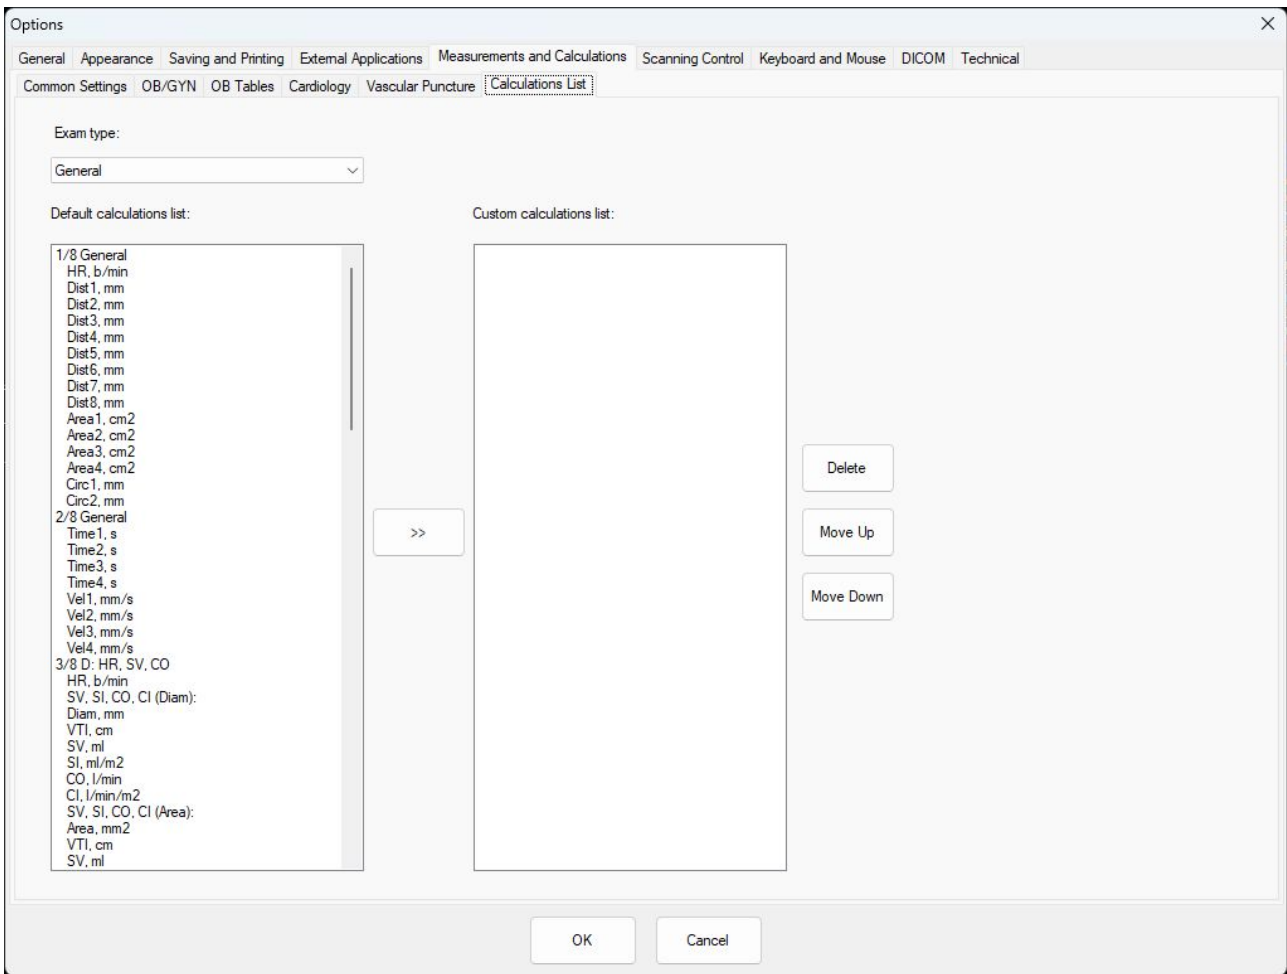 Options
General Appearance Saving and Printing External Applications Measurements and Calculations Scanning Control Keyboard and Mouse DICOM Technical
Common Settings OB/GYN OB Tables Cardiology Vascular Puncture Calculations List
Exam type:
General
Default calculations list:
1/8 General
HR, b/min
Dist1, mm
Dist2, mm
Dist3, mm
Dist4, mm
Dist5, mm
Dist6, mm
Dist7, mm
Dist8, mm
Area1, cm2
Area2, cm2
Area3, cm2
Area4, cm2
Circ1, mm
Circ2, mm
2/8 General
Time1, s
Time2, s
Time3, s
Time4, s
Vel1, mm/s
Vel2, mm/s
Vel3, mm/s
Vel4, mm/s
3/8 D: HR, SV, CO
HR, b/min
SV, SI, CO, CI (Diam):
Diam, mm
VTI, cm
SV, ml
SI, ml/m2
CO, l/min
CI, l/min/m2
SV, SI, CO, CI (Area):
Area, mm2
VTI, cm
SV, ml
>>
Custom calculations list:
Delete
Move Up
Move Down
OK Cancel